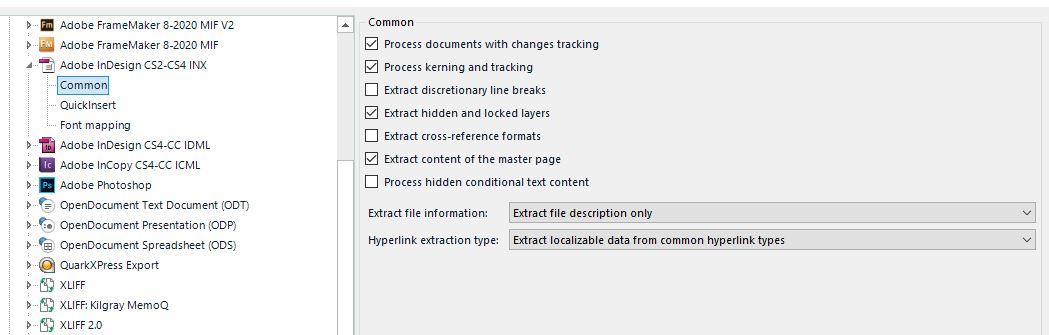 Adobe FrameMaker 8-2020 MIF V2
Adobe FrameMaker 8-2020 MIF
Adobe InDesign CS2-CS4 INX
Common
QuickInsert
Font mapping
Adobe InDesign CS4-CC IDML
Adobe InCopy CS4-CC ICML
Adobe Photoshop
OpenDocument Text Document (ODT)
OpenDocument Presentation (ODP)
OpenDocument Spreadsheet (ODS)
QuarkXPress Export
XLIFF
XLIFF: Kilgray MemoQ
XLIFF 2.0
Common
Process documents with changes tracking
Process kerning and tracking
Extract discretionary line breaks
Extract hidden and locked layers
Extract cross-reference formats
Extract content of the master page
Process hidden conditional text content
Extract file information: Extract file description only
Hyperlink extraction type: Extract localizable data from common hyperlink types